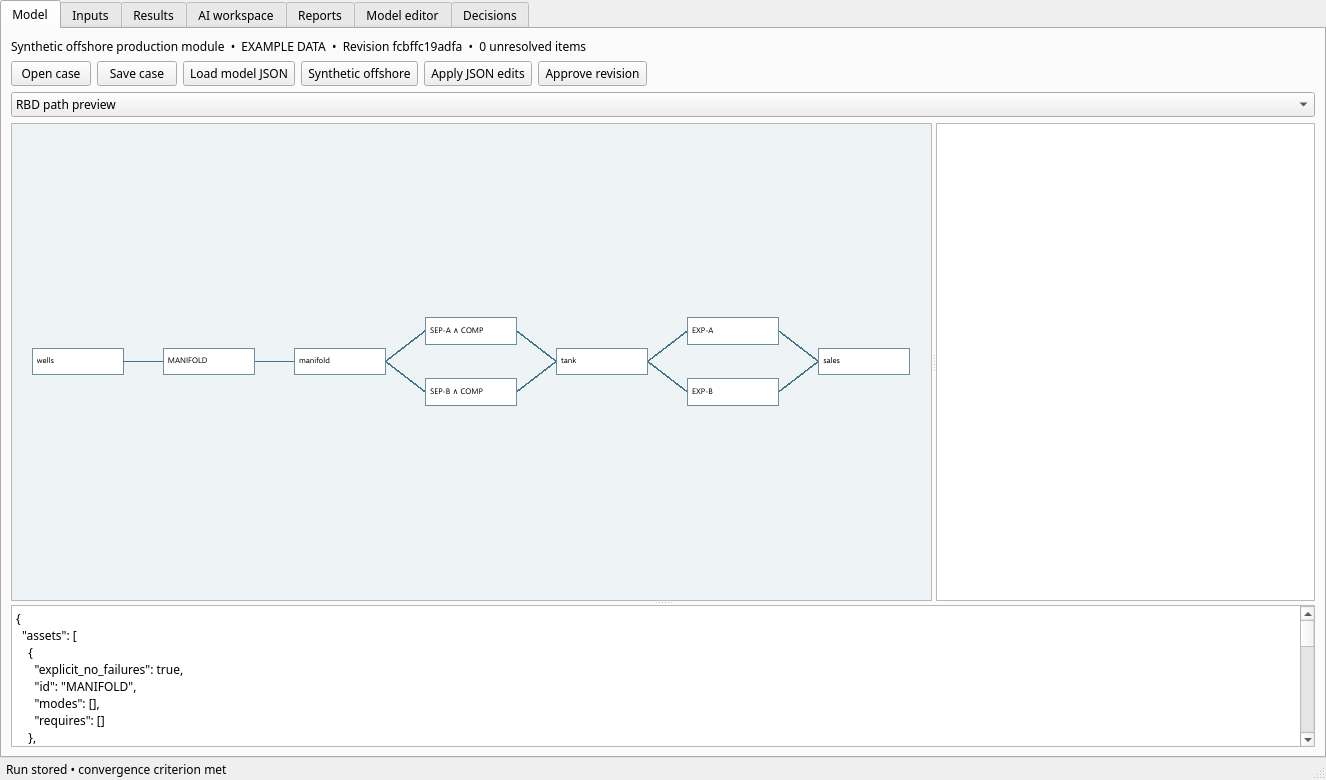 Model Inputs Results AI workspace Reports Model editor Decisions
Synthetic offshore production module • EXAMPLE DATA • Revision fcbffc19adfa • 0 unresolved items
Open case Save case Load model JSON Synthetic offshore Apply JSON edits Approve revision
RBD path preview
SEP-A ∧ COMP EXP-A
wells MANIFOLD manifold tank sales
SEP-B ∧ COMP EXP-B
{
"assets": [
{
"explicit_no_failures": true,
"id": "MANIFOLD",
"modes": [],
"requires": []
},
Run stored • convergence criterion met